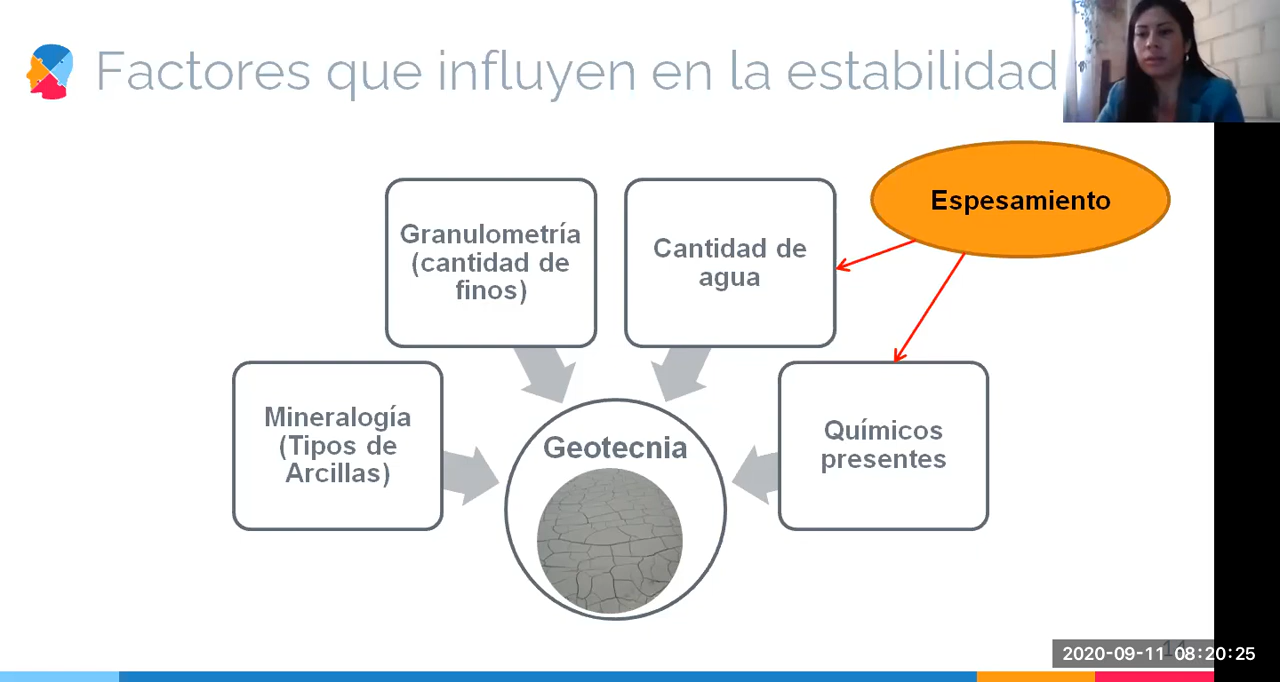 Factores que influyen en la estabilidad
Espesamiento
Granulometría
(cantidad de
finos)
Cantidad de
agua
Mineralogía
(Tipos de
Arcillas)
Químicos
presentes
Geotecnia
2020-09-11 08:20:25